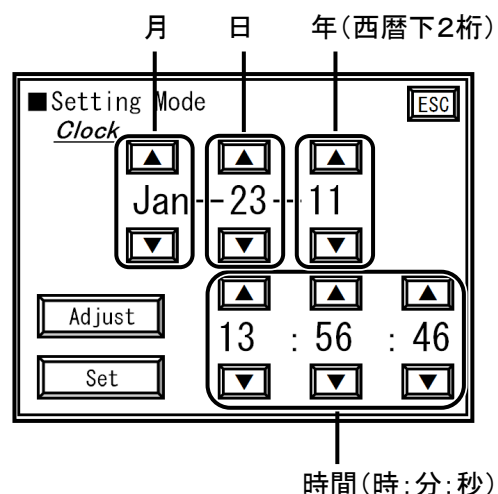 月 日 年(西暦下2桁)
■Setting Mode ESC
Clock
▲ ▲ ▲
Jan--23--11
▼ ▼ ▼
▲ ▲ ▲
Adjust
13 : 56 : 46
Set
▼ ▼ ▼
時間(時:分:秒)